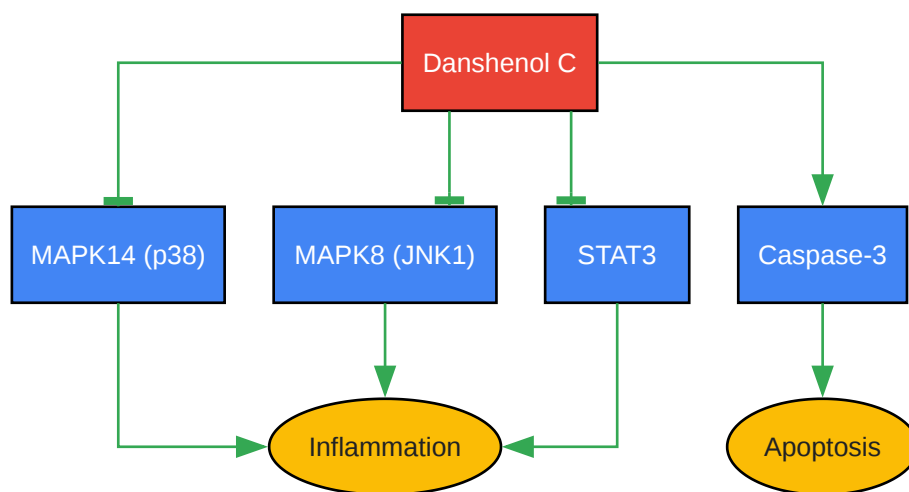 Danshenol C
MAPK14 (p38)
MAPK8 (JNK1)
STAT3
Caspase-3
Inflammation
Apoptosis